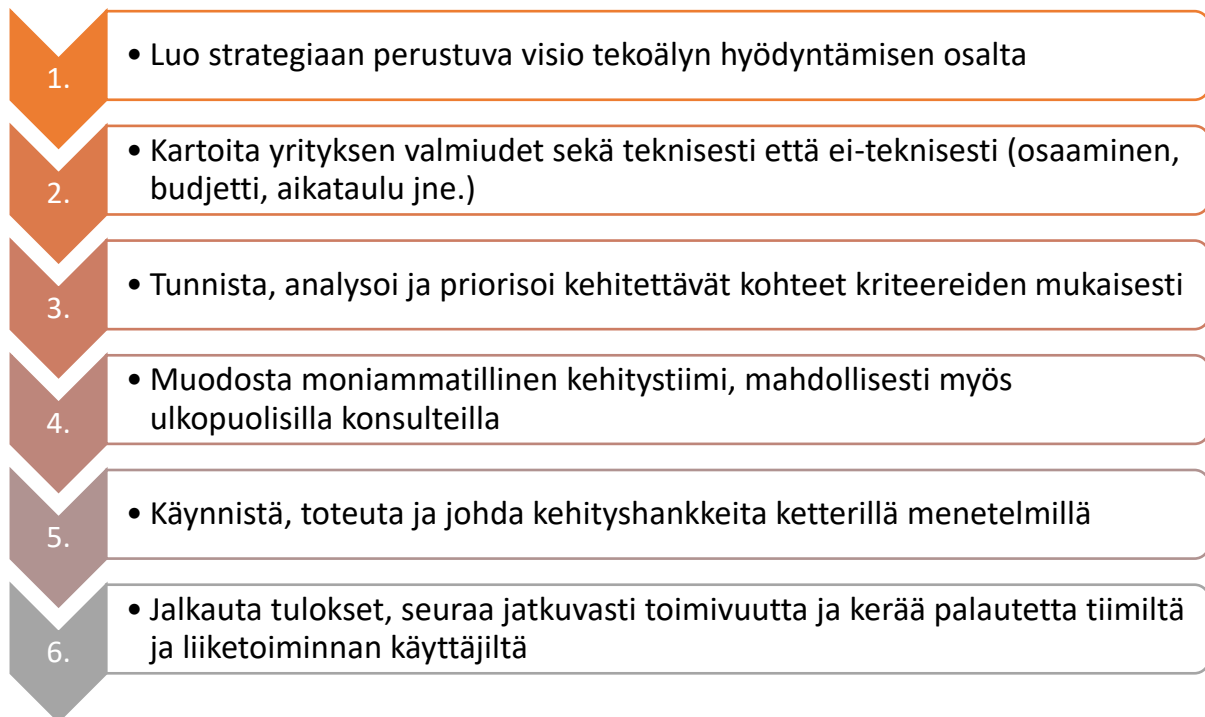 1.
• Luo strategiaan perustuva visio tekoälyn hyödyntämisen osalta
2.
• Kartoita yrityksen valmiudet sekä teknisesti että ei-teknisesti (osaaminen,
budjetti, aikataulu jne.)
3.
• Tunnista, analysoi ja priorisoi kehitettävät kohteet kriteereiden mukaisesti
4.
• Muodosta moniammatillinen kehitystiimi, mahdollisesti myös
ulkopuolisilla konsulteilla
5.
• Käynnistä, toteuta ja johda kehityshankkeita ketterillä menetelmillä
6.
• Jalkauta tulokset, seuraa jatkuvasti toimivuutta ja kerää palautetta tiimiltä
ja liiketoiminnan käyttäjiltä